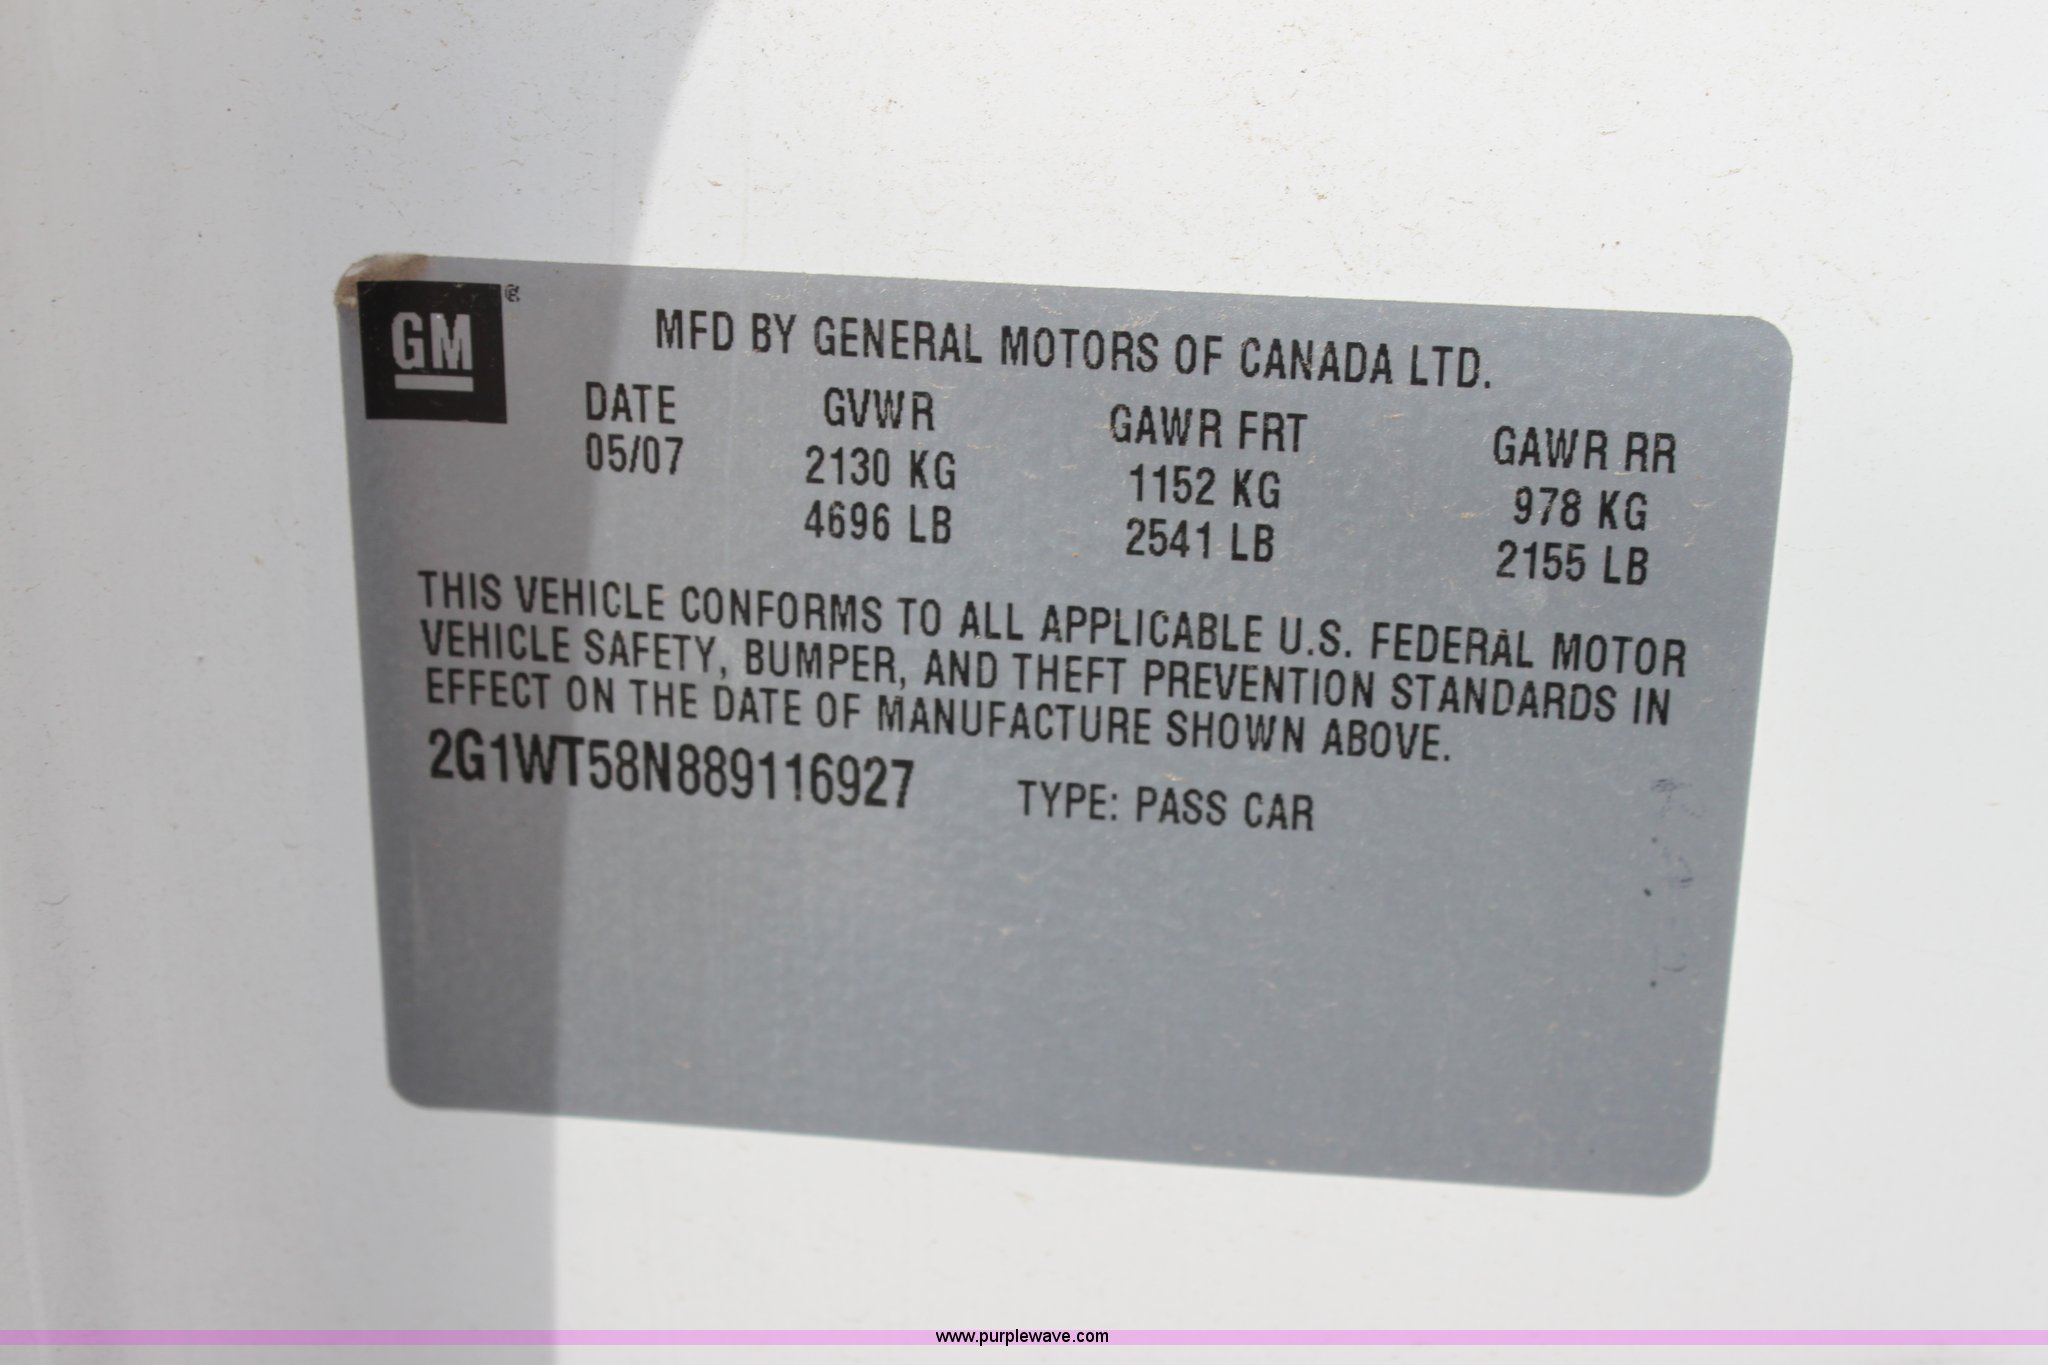 GM®
MFD BY GENERAL MOTORS OF CANADA LTD.
DATE GVWR GAWR FRT GAWR RR
05/07 2130 KG 1152 KG 978 KG
4696 LB 2541 LB 2155 LB
THIS VEHICLE CONFORMS TO ALL APPLICABLE U.S. FEDERAL MOTOR
VEHICLE SAFETY, BUMPER, AND THEFT PREVENTION STANDARDS IN
EFFECT ON THE DATE OF MANUFACTURE SHOWN ABOVE.
2G1WT58N889116927 TYPE: PASS CAR
www.purplewave.com